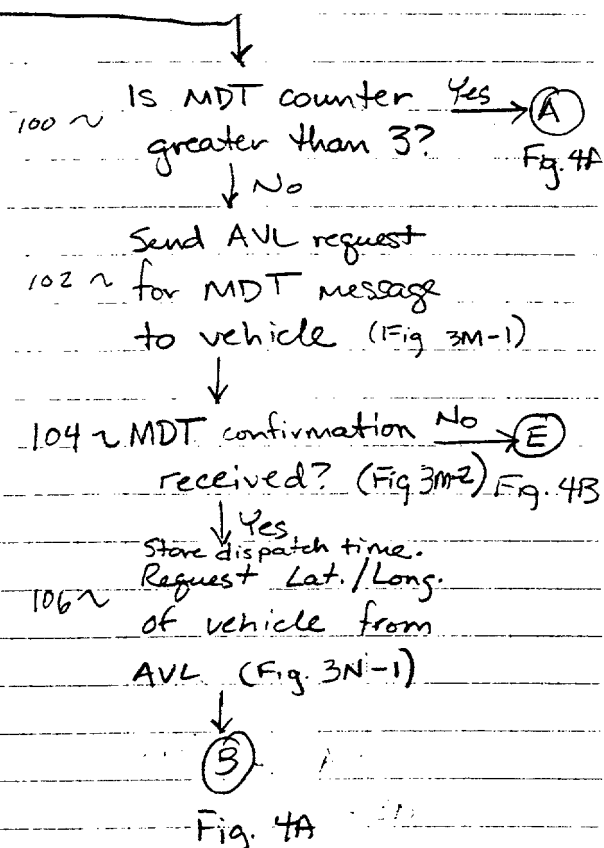 Is MDT counter Yes
100 ~ greater than 3? A
Fig. 4A
No
Send AVL request
102 ~ for MDT message
to vehicle (Fig 3M-1)
104 ~ MDT confirmation No E
received? (Fig 3M-2) Fig. 4B
Yes
Store dispatch time.
Request Lat./Long.
106 ~ of vehicle from
AVL (Fig. 3N-1)
B
Fig. 4A